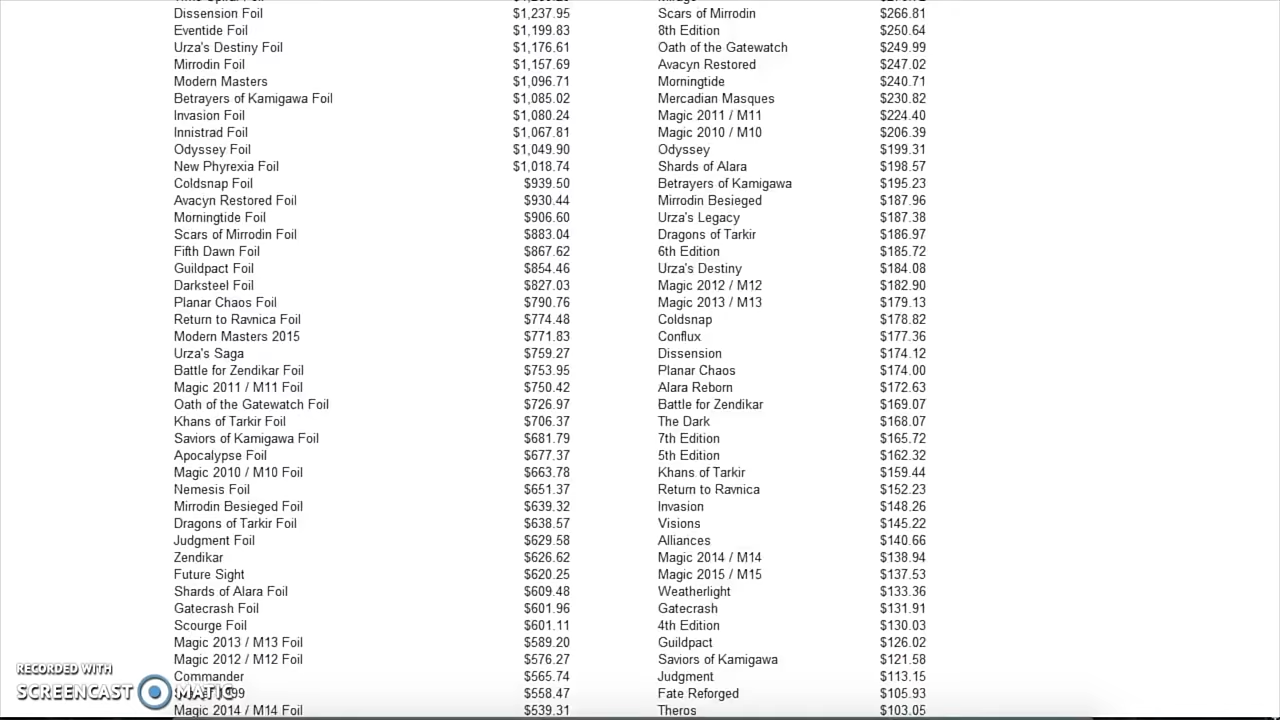 Dissension Foil $1,237.95 Scars of Mirrodin $266.81
Eventide Foil $1,199.83 8th Edition $250.64
Urza's Destiny Foil $1,176.61 Oath of the Gatewatch $249.99
Mirrodin Foil $1,157.69 Avacyn Restored $247.02
Modern Masters $1,096.71 Morningtide $240.71
Betrayers of Kamigawa Foil $1,085.02 Mercadian Masques $230.82
Invasion Foil $1,080.24 Magic 2011 / M11 $224.40
Innistrad Foil $1,067.81 Magic 2010 / M10 $206.39
Odyssey Foil $1,049.90 Odyssey $199.31
New Phyrexia Foil $1,018.74 Shards of Alara $198.57
Coldsnap Foil $939.50 Betrayers of Kamigawa $195.23
Avacyn Restored Foil $930.44 Mirrodin Besieged $187.96
Morningtide Foil $906.60 Urza's Legacy $187.38
Scars of Mirrodin Foil $883.04 Dragons of Tarkir $186.97
Fifth Dawn Foil $867.62 6th Edition $185.72
Guildpact Foil $854.46 Urza's Destiny $184.08
Darksteel Foil $827.03 Magic 2012 / M12 $182.90
Planar Chaos Foil $790.76 Magic 2013 / M13 $179.13
Return to Ravnica Foil $774.48 Coldsnap $178.82
Modern Masters 2015 $771.83 Conflux $177.36
Urza's Saga $759.27 Dissension $174.12
Battle for Zendikar Foil $753.95 Planar Chaos $174.00
Magic 2011 / M11 Foil $750.42 Alara Reborn $172.63
Oath of the Gatewatch Foil $726.97 Battle for Zendikar $169.07
Khans of Tarkir Foil $706.37 The Dark $168.07
Saviors of Kamigawa Foil $681.79 7th Edition $165.72
Apocalypse Foil $677.37 5th Edition $162.32
Magic 2010 / M10 Foil $663.78 Khans of Tarkir $159.44
Nemesis Foil $651.37 Return to Ravnica $152.23
Mirrodin Besieged Foil $639.32 Invasion $148.26
Dragons of Tarkir Foil $638.57 Visions $145.22
Judgment Foil $629.58 Alliances $140.66
Zendikar $626.62 Magic 2014 / M14 $138.94
Future Sight $620.25 Magic 2015 / M15 $137.53
Shards of Alara Foil $609.48 Weatherlight $133.36
Gatecrash Foil $601.96 Gatecrash $131.91
Scourge Foil $601.11 4th Edition $130.03
Magic 2013 / M13 Foil $589.20 Guildpact $126.02
Magic 2012 / M12 Foil $576.27 Saviors of Kamigawa $121.58
Commander $565.74 Judgment $113.15
$558.47 Fate Reforged $105.93
Magic 2014 / M14 Foil $539.31 Theros $103.05
RECORDED WITH
SCREENCAST MATIC